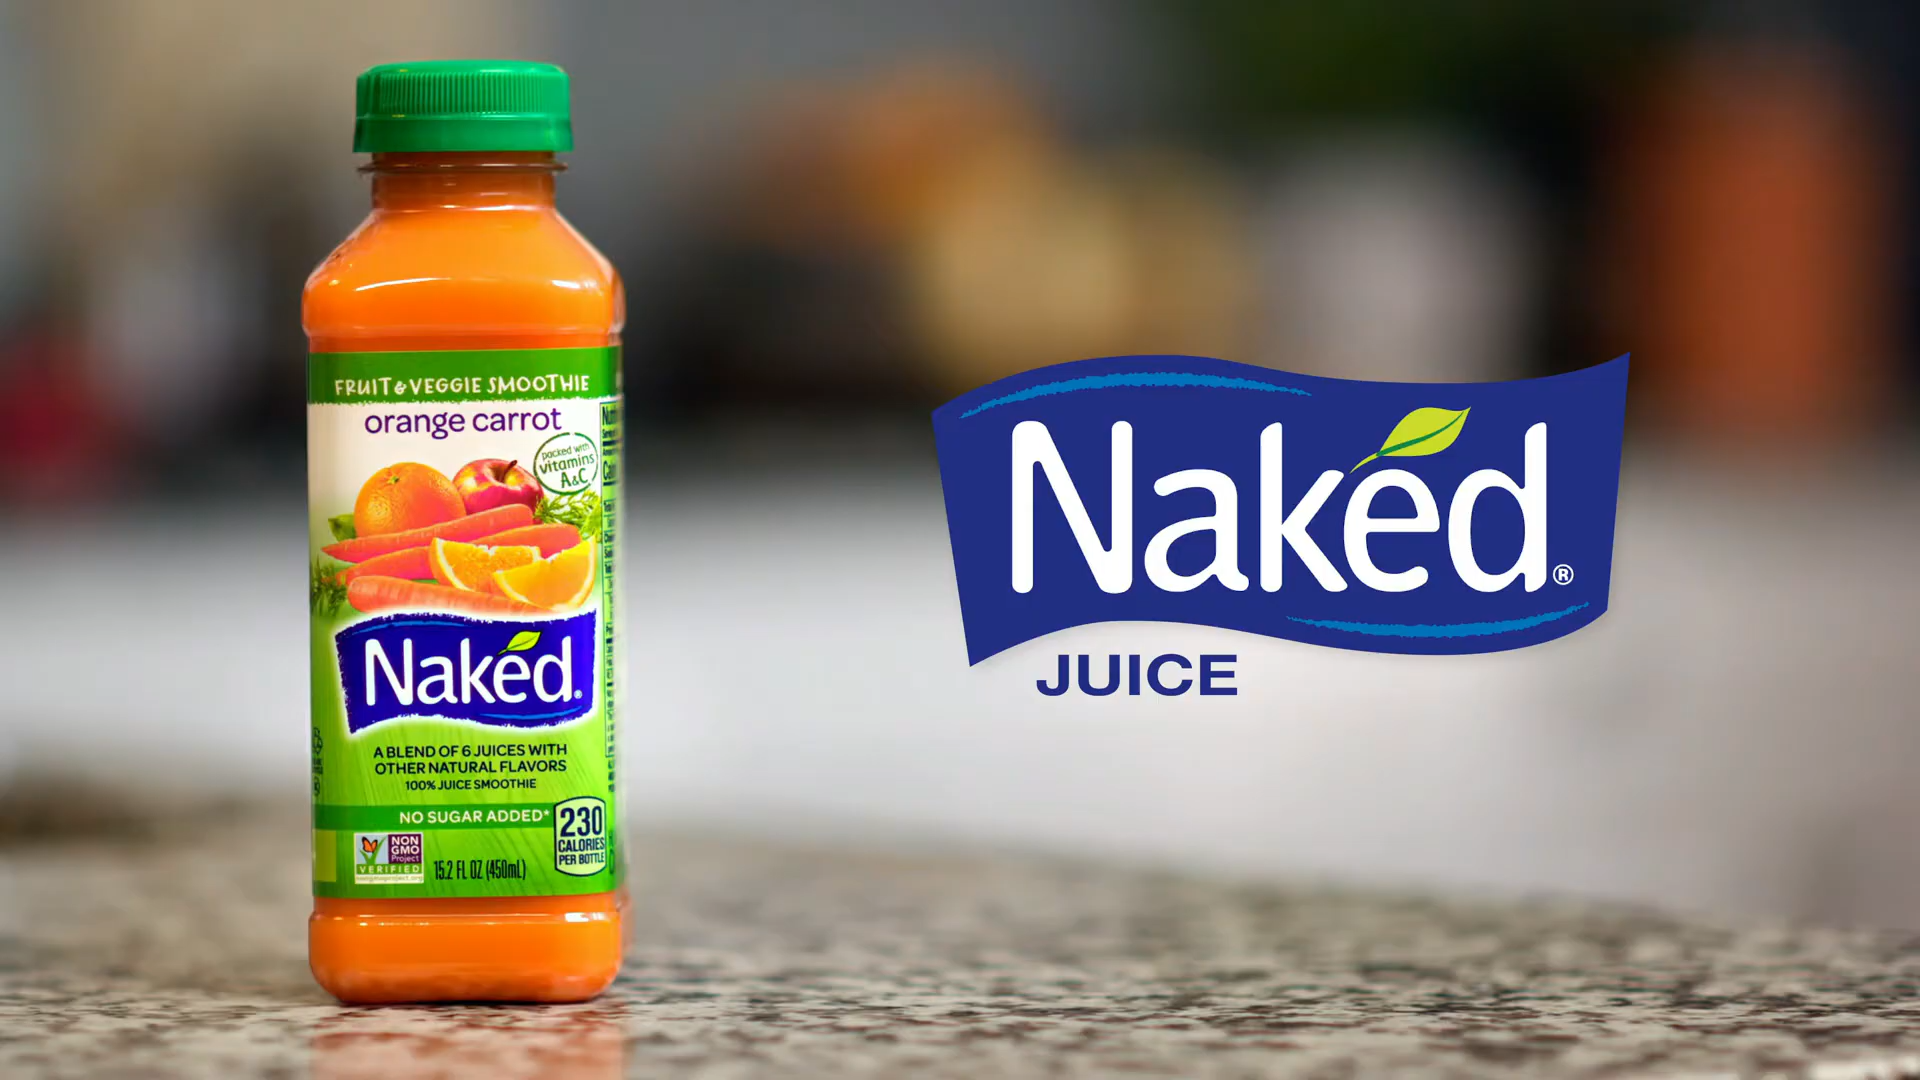 FRUIT & VEGGIE SMOOTHIE
orange carrot
packed with
vitamins
A&C
Naked®
A BLEND OF 6 JUICES WITH
OTHER NATURAL FLAVORS
100% JUICE SMOOTHIE
NO SUGAR ADDED*
230
CALORIES
PER BOTTLE
NON
GMO
Project
VERIFIED
nongmoproject.org
15.2 FL OZ (450mL)
Naked®
JUICE